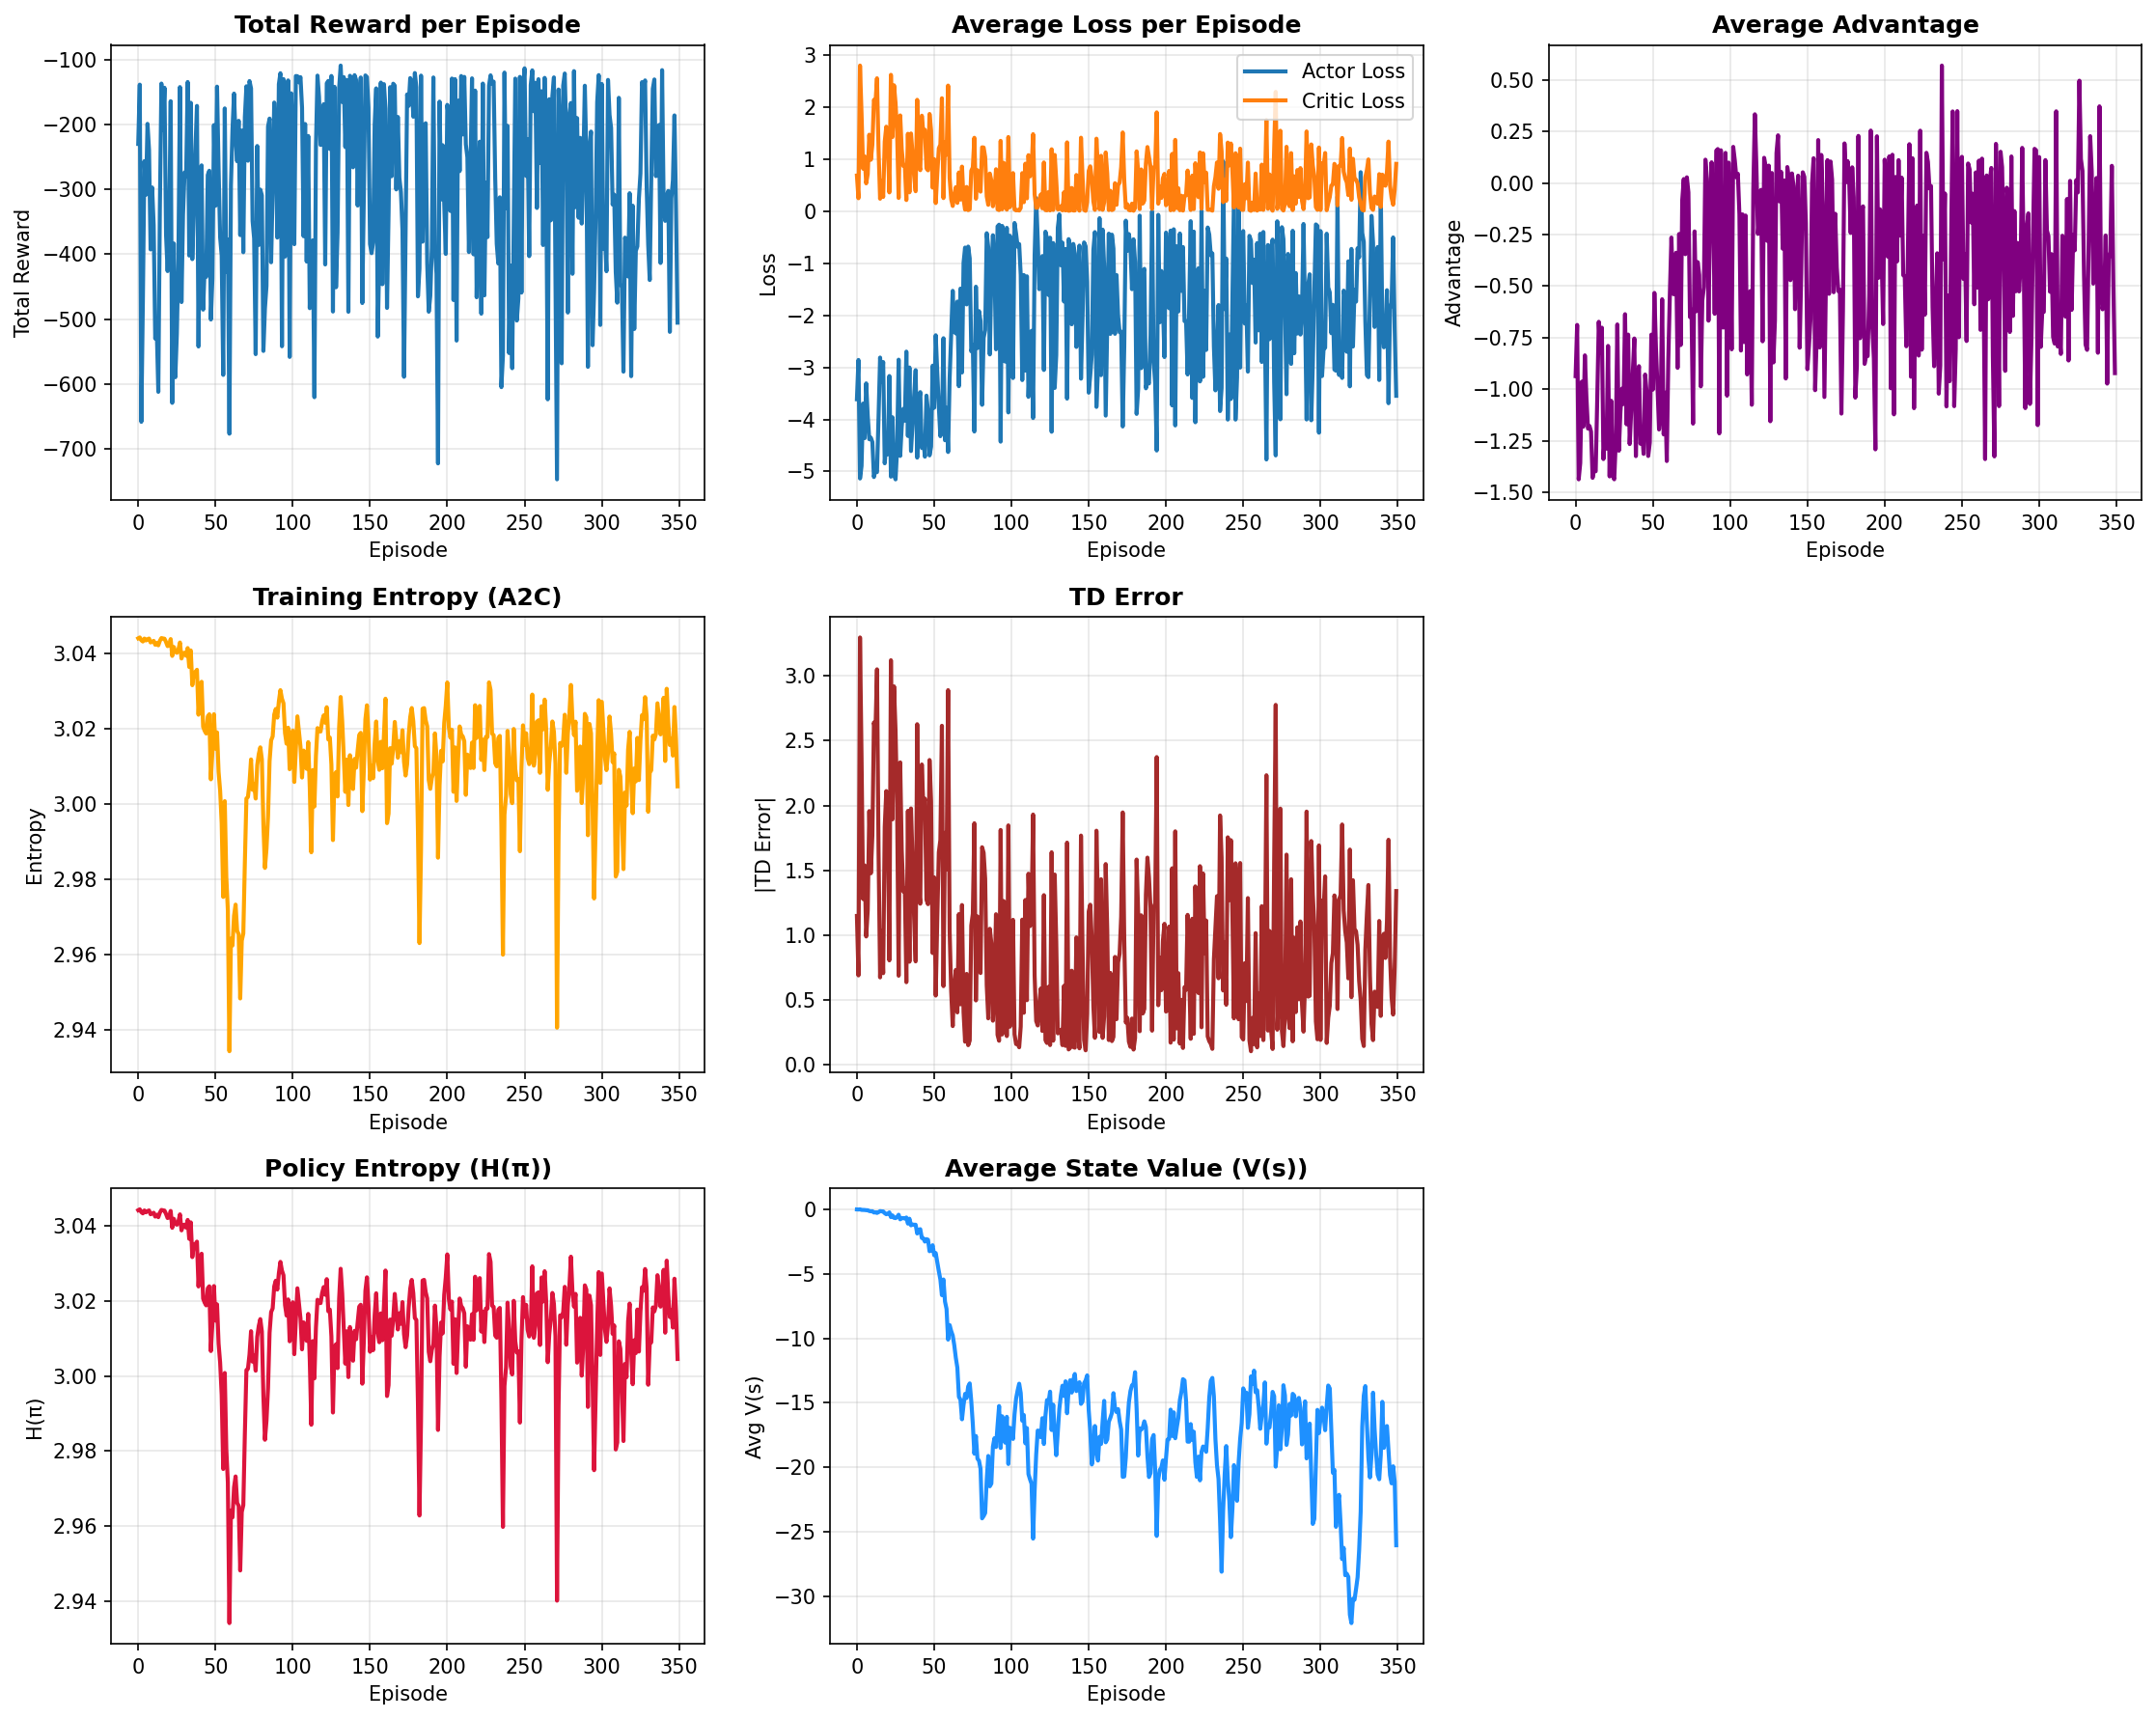 Total Reward per Episode
Total Reward
−100
−200
−300
−400
−500
−600
−700
0 50 100 150 200 250 300 350
Episode
Average Loss per Episode
Loss
3
2
1
0
−1
−2
−3
−4
−5
Actor Loss
Critic Loss
0 50 100 150 200 250 300 350
Episode
Average Advantage
Advantage
0.50
0.25
0.00
−0.25
−0.50
−0.75
−1.00
−1.25
−1.50
0 50 100 150 200 250 300 350
Episode
Training Entropy (A2C)
Entropy
3.04
3.02
3.00
2.98
2.96
2.94
0 50 100 150 200 250 300 350
Episode
TD Error
|TD Error|
3.0
2.5
2.0
1.5
1.0
0.5
0.0
0 50 100 150 200 250 300 350
Episode
Policy Entropy (H(π))
H(π)
3.04
3.02
3.00
2.98
2.96
2.94
0 50 100 150 200 250 300 350
Episode
Average State Value (V(s))
Avg V(s)
0
−5
−10
−15
−20
−25
−30
0 50 100 150 200 250 300 350
Episode